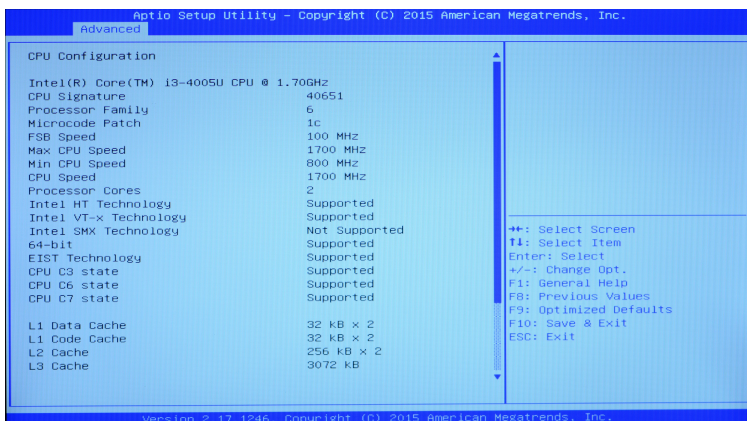 Aptio Setup Utility – Copyright (C) 2015 American Megatrends, Inc.
Advanced
CPU Configuration
Intel(R) Core(TM) i3-4005U CPU @ 1.70GHz
CPU Signature 40651
Processor Family 6
Microcode Patch 1c
FSB Speed 100 MHz
Max CPU Speed 1700 MHz
Min CPU Speed 800 MHz
CPU Speed 1700 MHz
Processor Cores 2
Intel HT Technology Supported
Intel VT-x Technology Supported
Intel SMX Technology Not Supported
64-bit Supported
EIST Technology Supported
CPU C3 state Supported
CPU C6 state Supported
CPU C7 state Supported
L1 Data Cache 32 kB x 2
L1 Code Cache 32 kB x 2
L2 Cache 256 kB x 2
L3 Cache 3072 kB
→←: Select Screen
↑↓: Select Item
Enter: Select
+/-: Change Opt.
F1: General Help
F8: Previous Values
F9: Optimized Defaults
F10: Save & Exit
ESC: Exit
Version 2.17.1246. Copyright (C) 2015 American Megatrends, Inc.